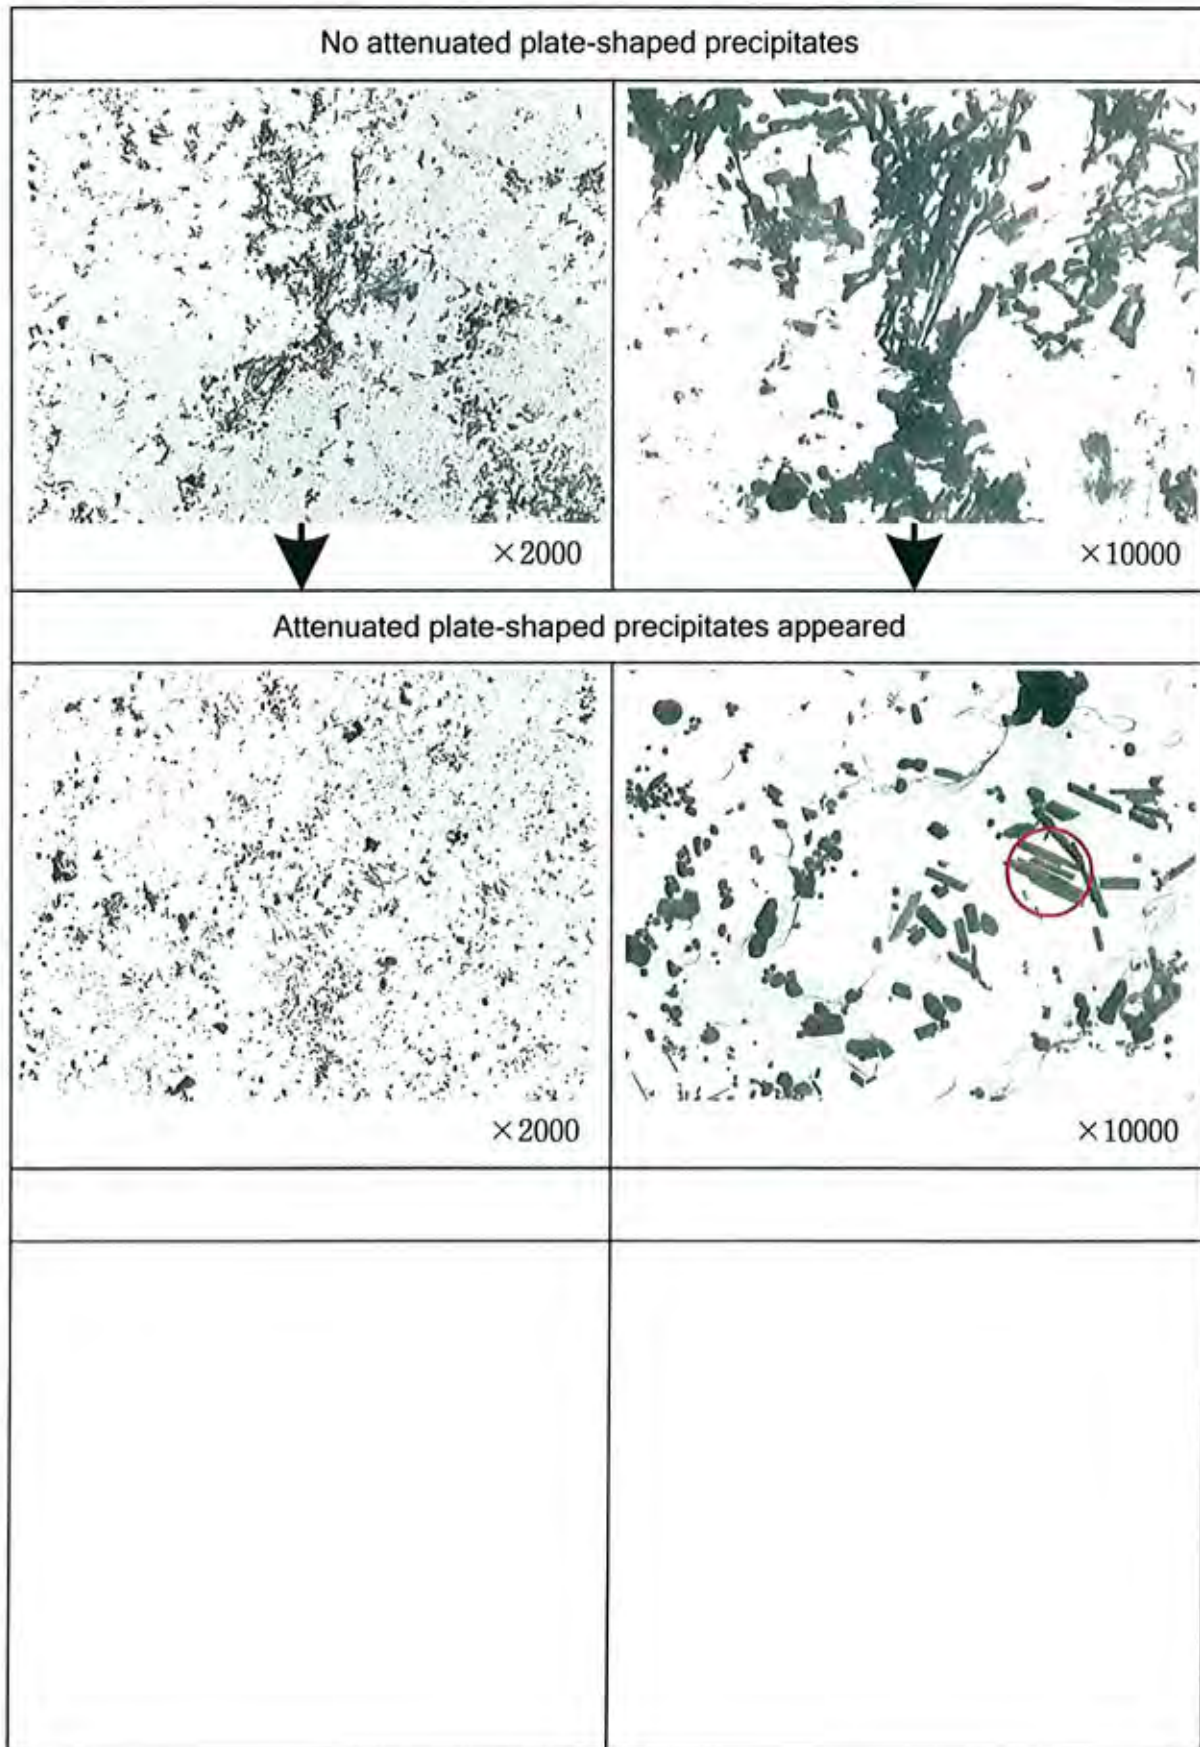 No attenuated plate-shaped precipitates
×2000
×10000
Attenuated plate-shaped precipitates appeared
×2000
×10000